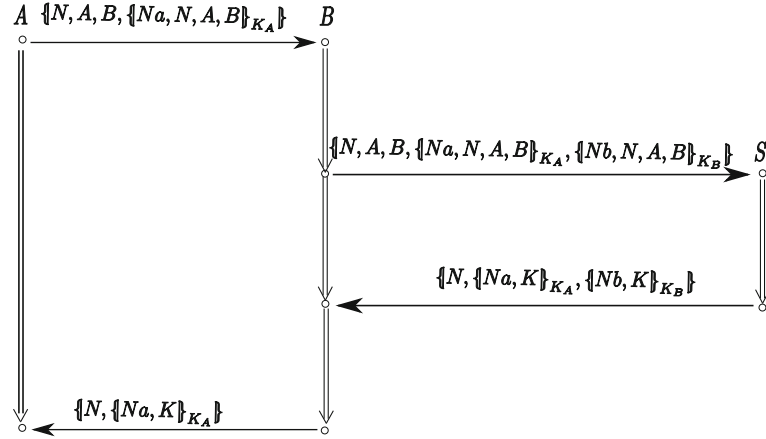 A {N, A, B, {Na, N, A, B}_{K_A}} B
{N, A, B, {Na, N, A, B}_{K_A}, {Nb, N, A, B}_{K_B}} S
{N, {Na, K}_{K_A}, {Nb, K}_{K_B}}
{N, {Na, K}_{K_A}}